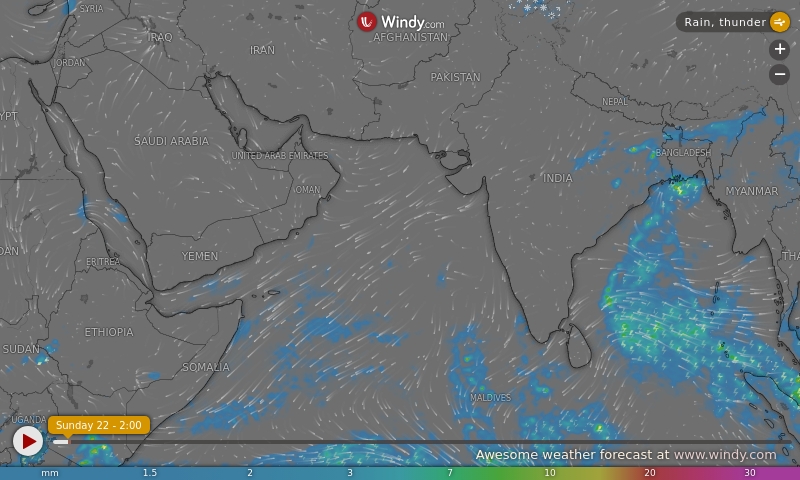 SYRIA
Windy.com
Rain, thunder
IRAQ
IRAN
AFGHANISTAN
+
JORDAN
PAKISTAN
−
NEPAL
YPT
SAUDI ARABIA
UNITED ARAB EMIRATES
BANGLADESH
OMAN
INDIA
MYANMAR
DAN
ERITREA
YEMEN
THA
ETHIOPIA
SUDAN
SOMALIA
MALDIVES
UGANDA
Sunday 22 - 2:00
Awesome weather forecast at www.windy.com
mm 1.5 2 3 7 10 20 30